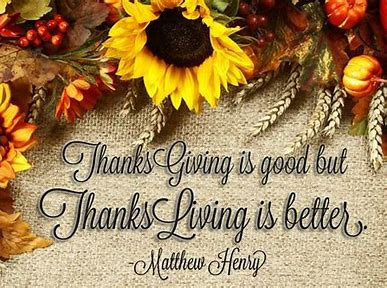 ThanksGiving is good but
ThanksLiving is better.
-Matthew Henry